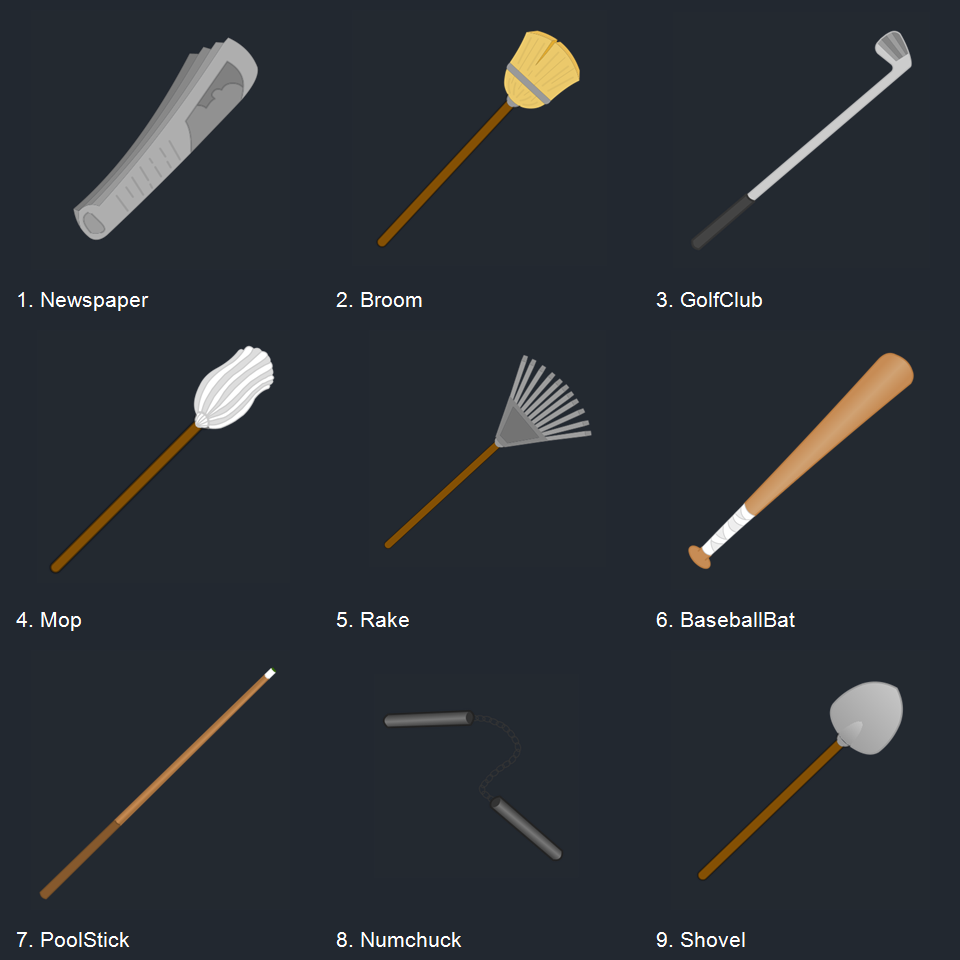 1. Newspaper
2. Broom
3. GolfClub
4. Mop
5. Rake
6. BaseballBat
7. PoolStick
8. Numchuck
9. Shovel